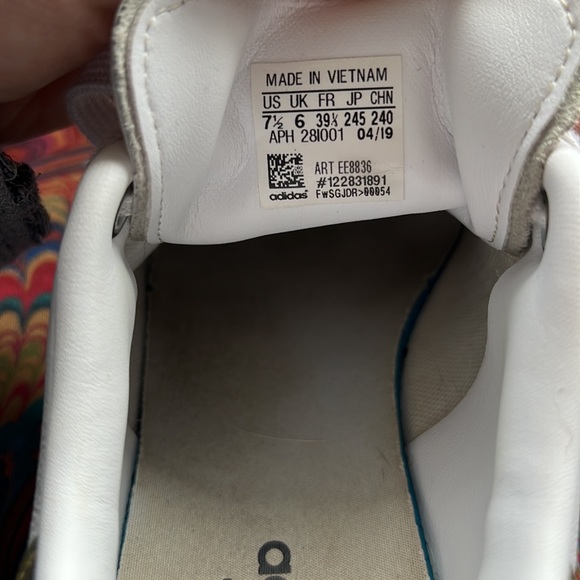 MADE IN VIETNAM
US UK FR JP CHN
7½ 6 39⅓ 245 240
APH 28I001 04/19
ART EE8836
#122831891
adidas FwSGJDR>00054